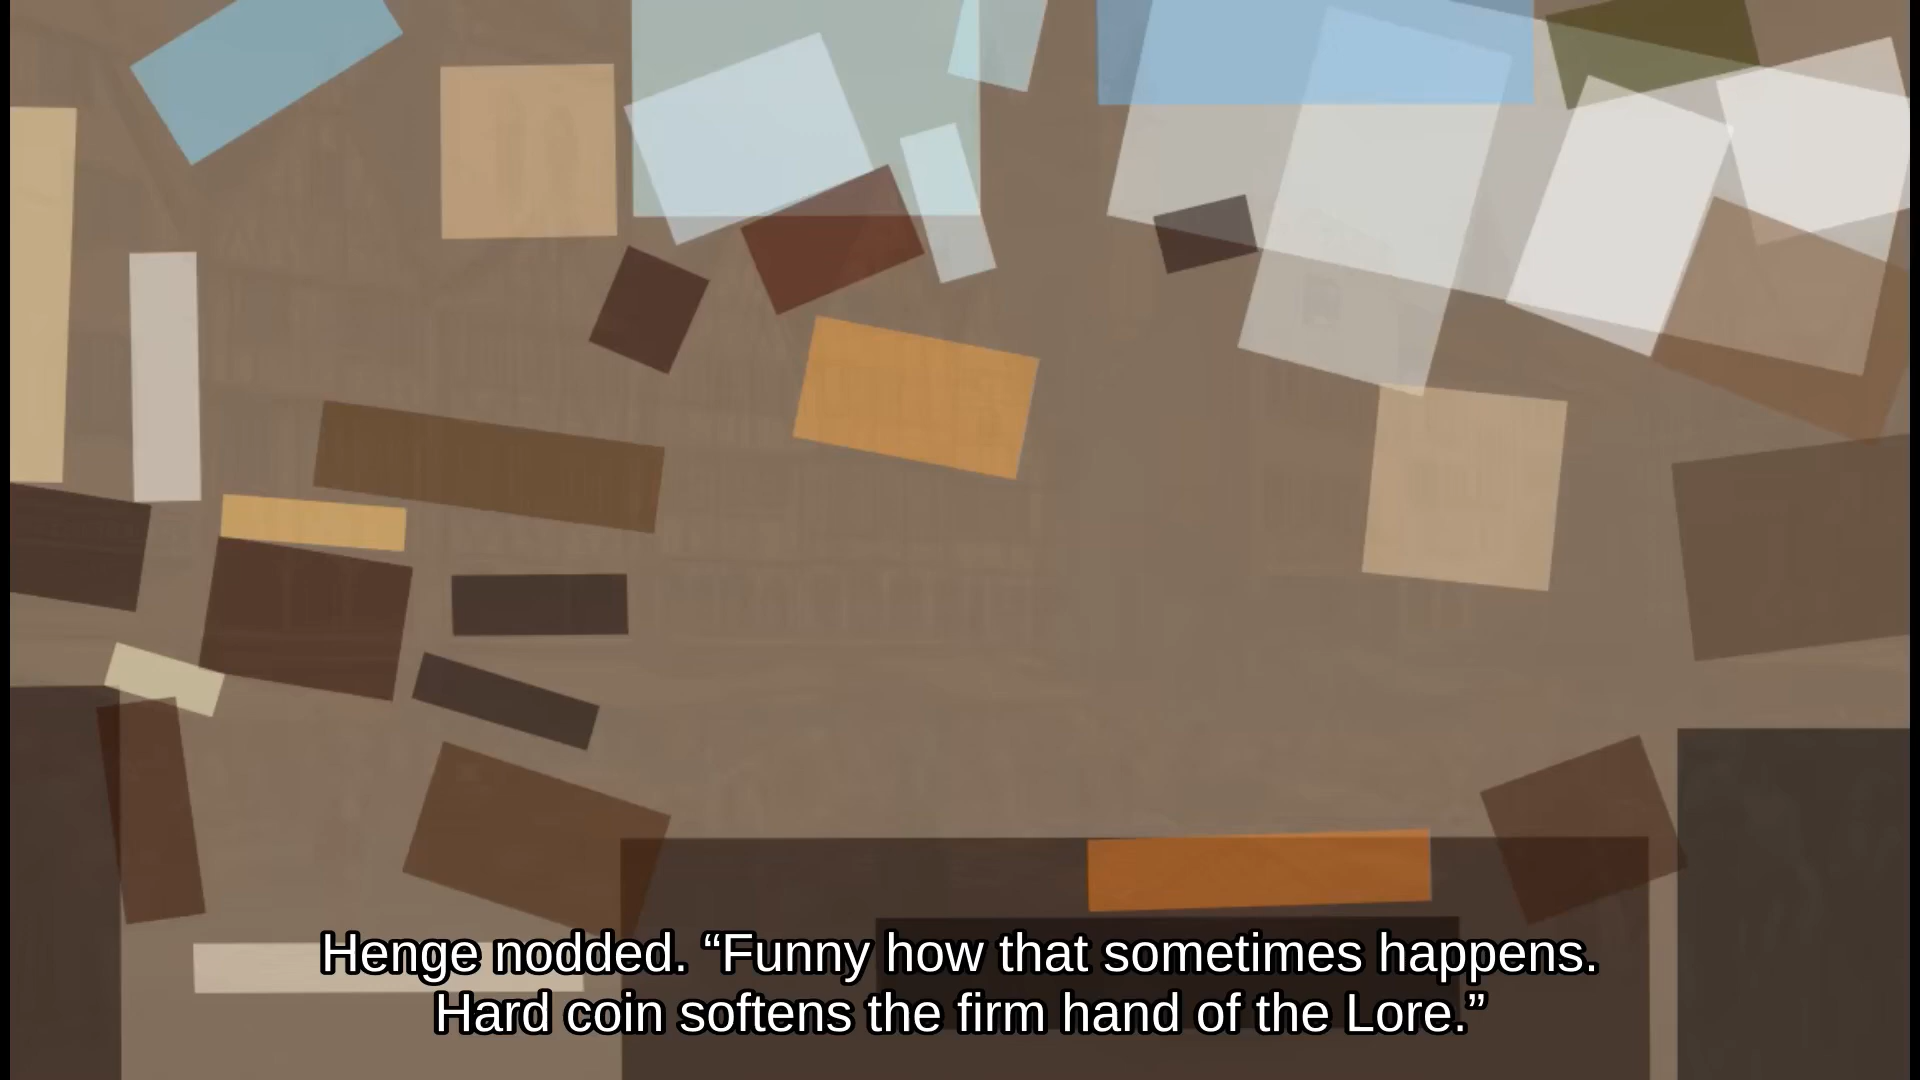 Henge nodded. “Funny how that sometimes happens.
Hard coin softens the firm hand of the Lore.”